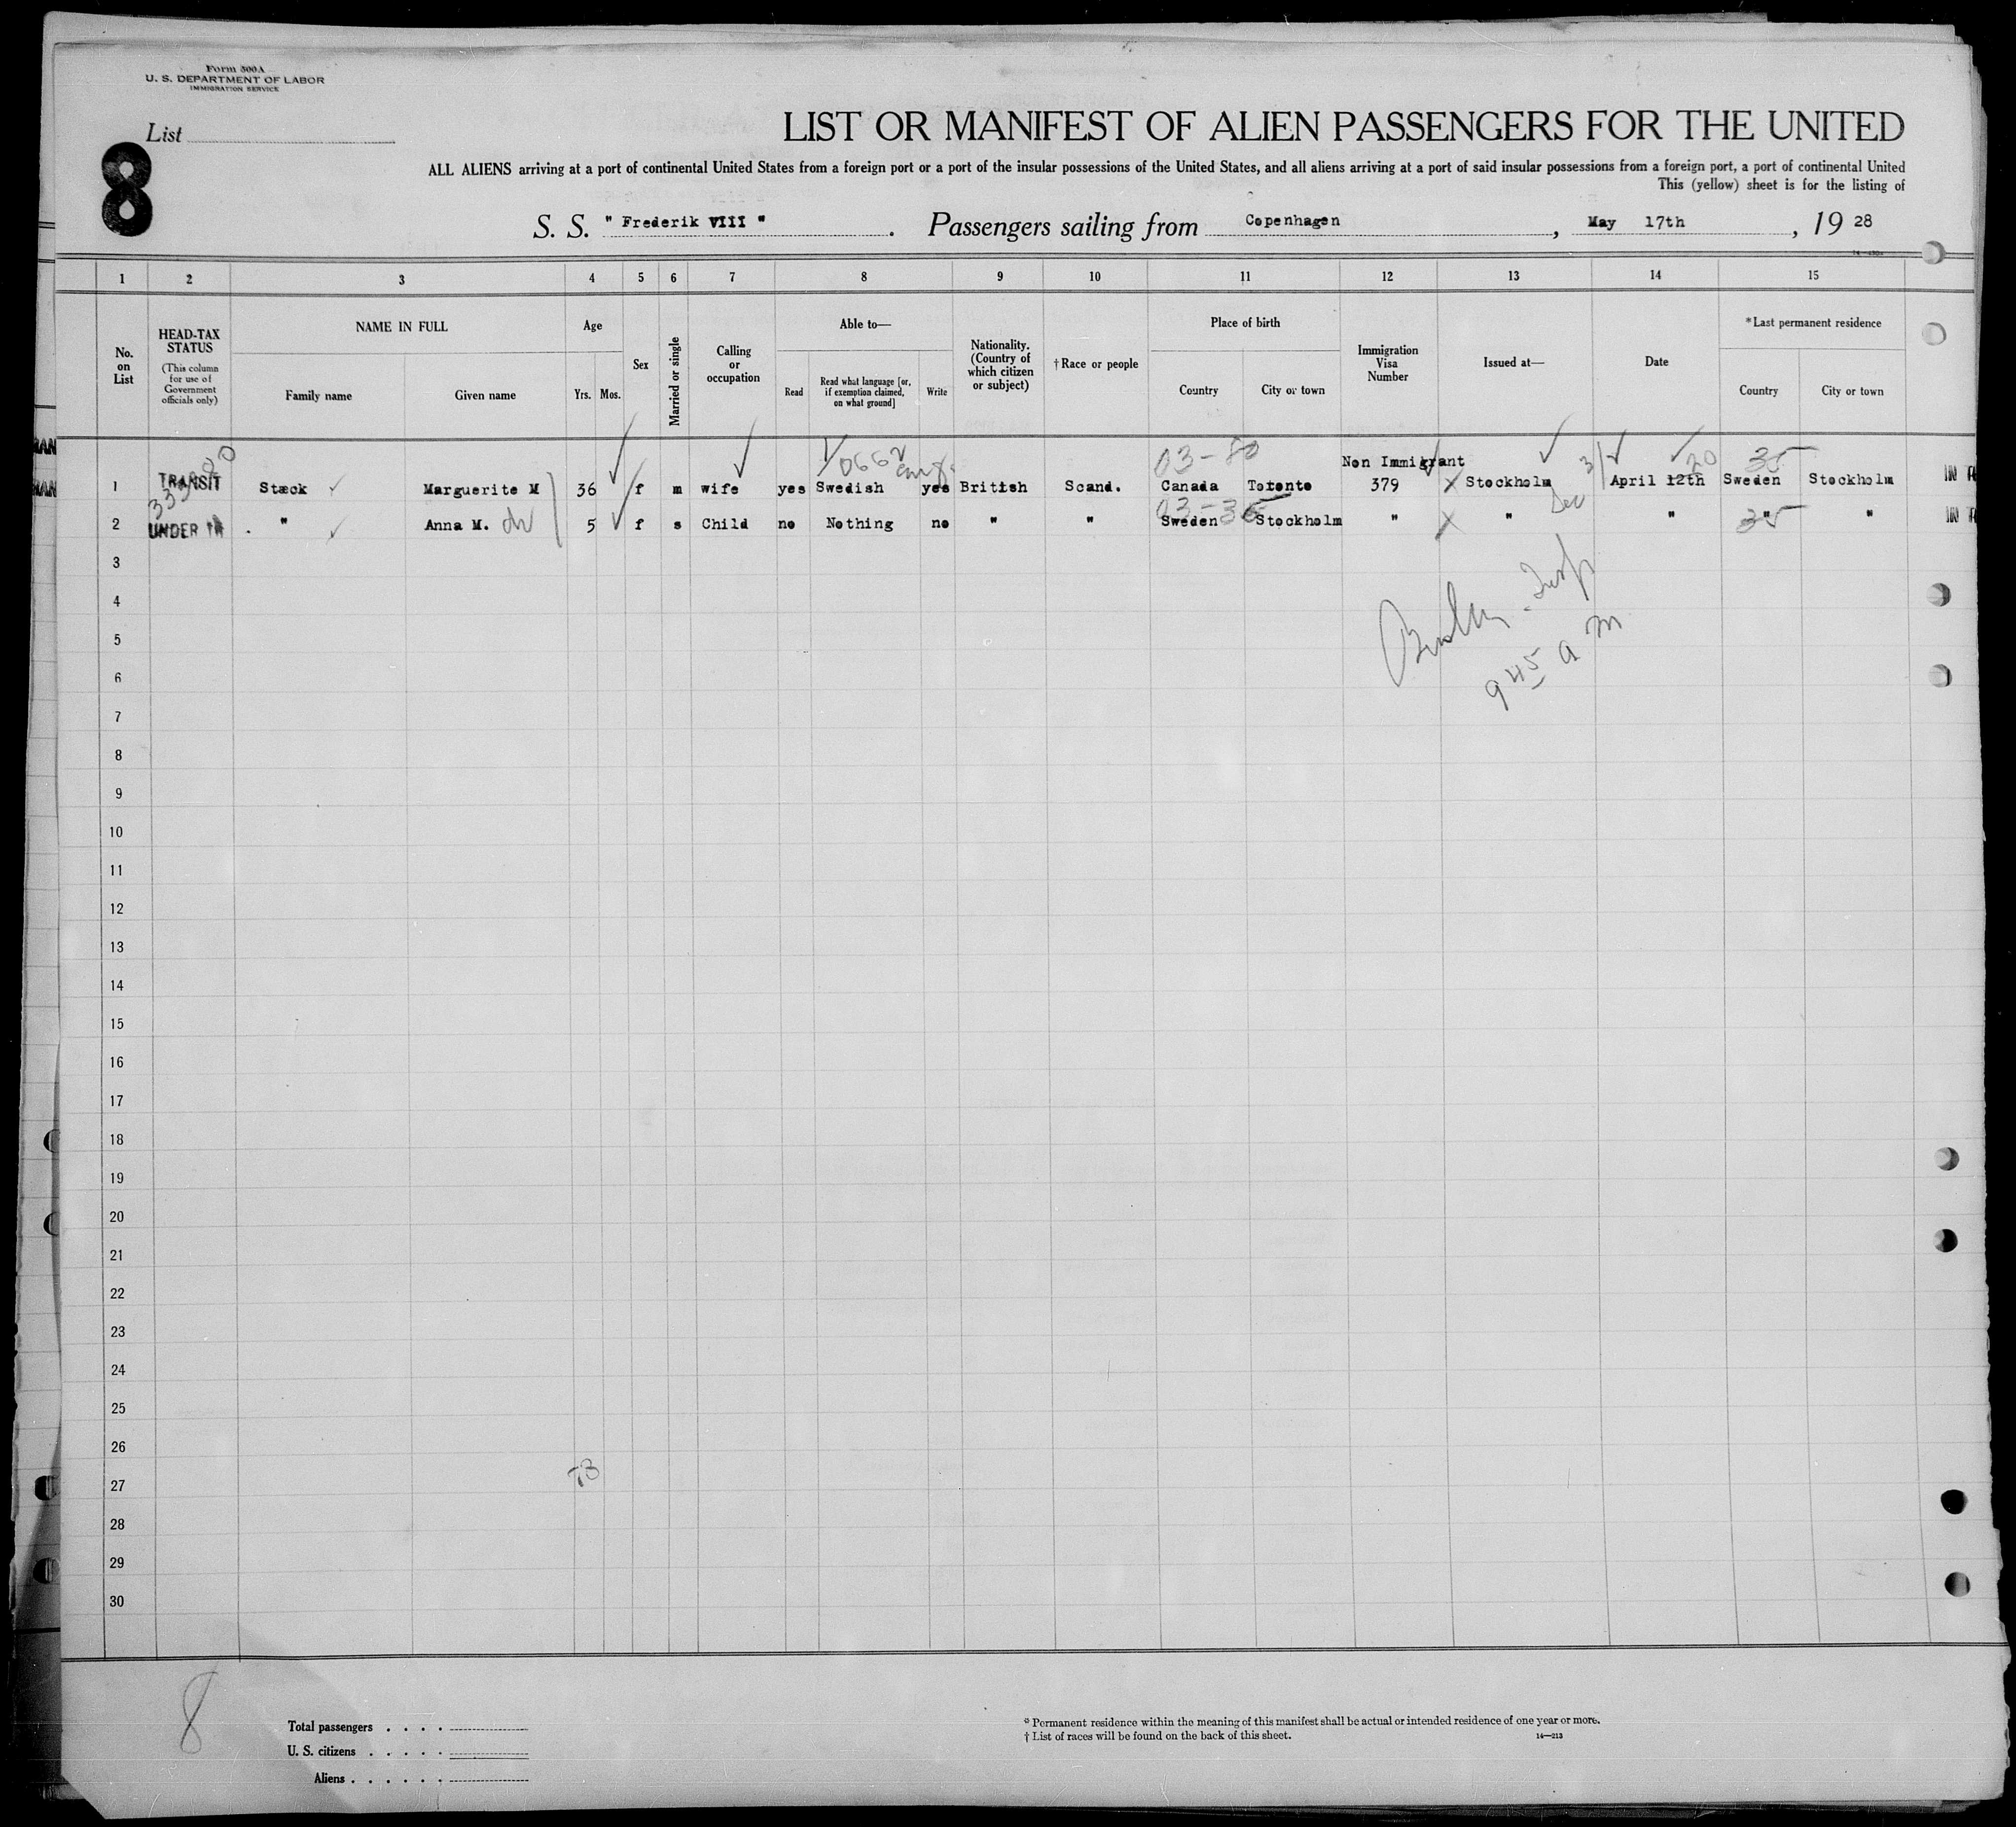 Form 500A
U. S. DEPARTMENT OF LABOR
IMMIGRATION SERVICE
List
8
LIST OR MANIFEST OF ALIEN PASSENGERS FOR THE UNITED
ALL ALIENS arriving at a port of continental United States from a foreign port or a port of the insular possessions of the United States, and all aliens arriving at a port of said insular possessions from a foreign port, a port of continental United
This (yellow) sheet is for the listing of
S. S. " Frederik VIII " . Passengers sailing from Copenhagen , May 17th , 19 28
1 2 3 4 5 6 7 8 9 10 11 12 13 14 15
No. on List
HEAD-TAX STATUS
(This column for use of Government officials only)
NAME IN FULL
Family name Given name
Age
Yrs. Mos.
Sex
Married or single
Calling or occupation
Able to—
Read
Read what language [or, if exemption claimed, on what ground]
Write
Nationality. (Country of which citizen or subject)
†Race or people
Place of birth
Country City or town
Immigration Visa Number
Issued at—
Date
*Last permanent residence
Country City or town
03-80 Non Immigrant 20 35
1 TRANSIT Stæck Marguerite M 36 f m wife yes Swedish yes British Scand. Canada Toronto 379 Stockholm April 12th Sweden Stockholm
03-35 Dec 35
2 UNDER " Anna M. 5 f s Child no Nothing no " " Sweden Stockholm " " " " "
3
4
5
9 45 a m
6
7
8
9
10
11
12
13
14
15
16
17
18
19
20
21
22
23
24
25
26
27
28
29
30
8
Total passengers . . . .
U. S. citizens . . . . .
Aliens . . . . . .
* Permanent residence within the meaning of this manifest shall be actual or intended residence of one year or more.
† List of races will be found on the back of this sheet. 14—213